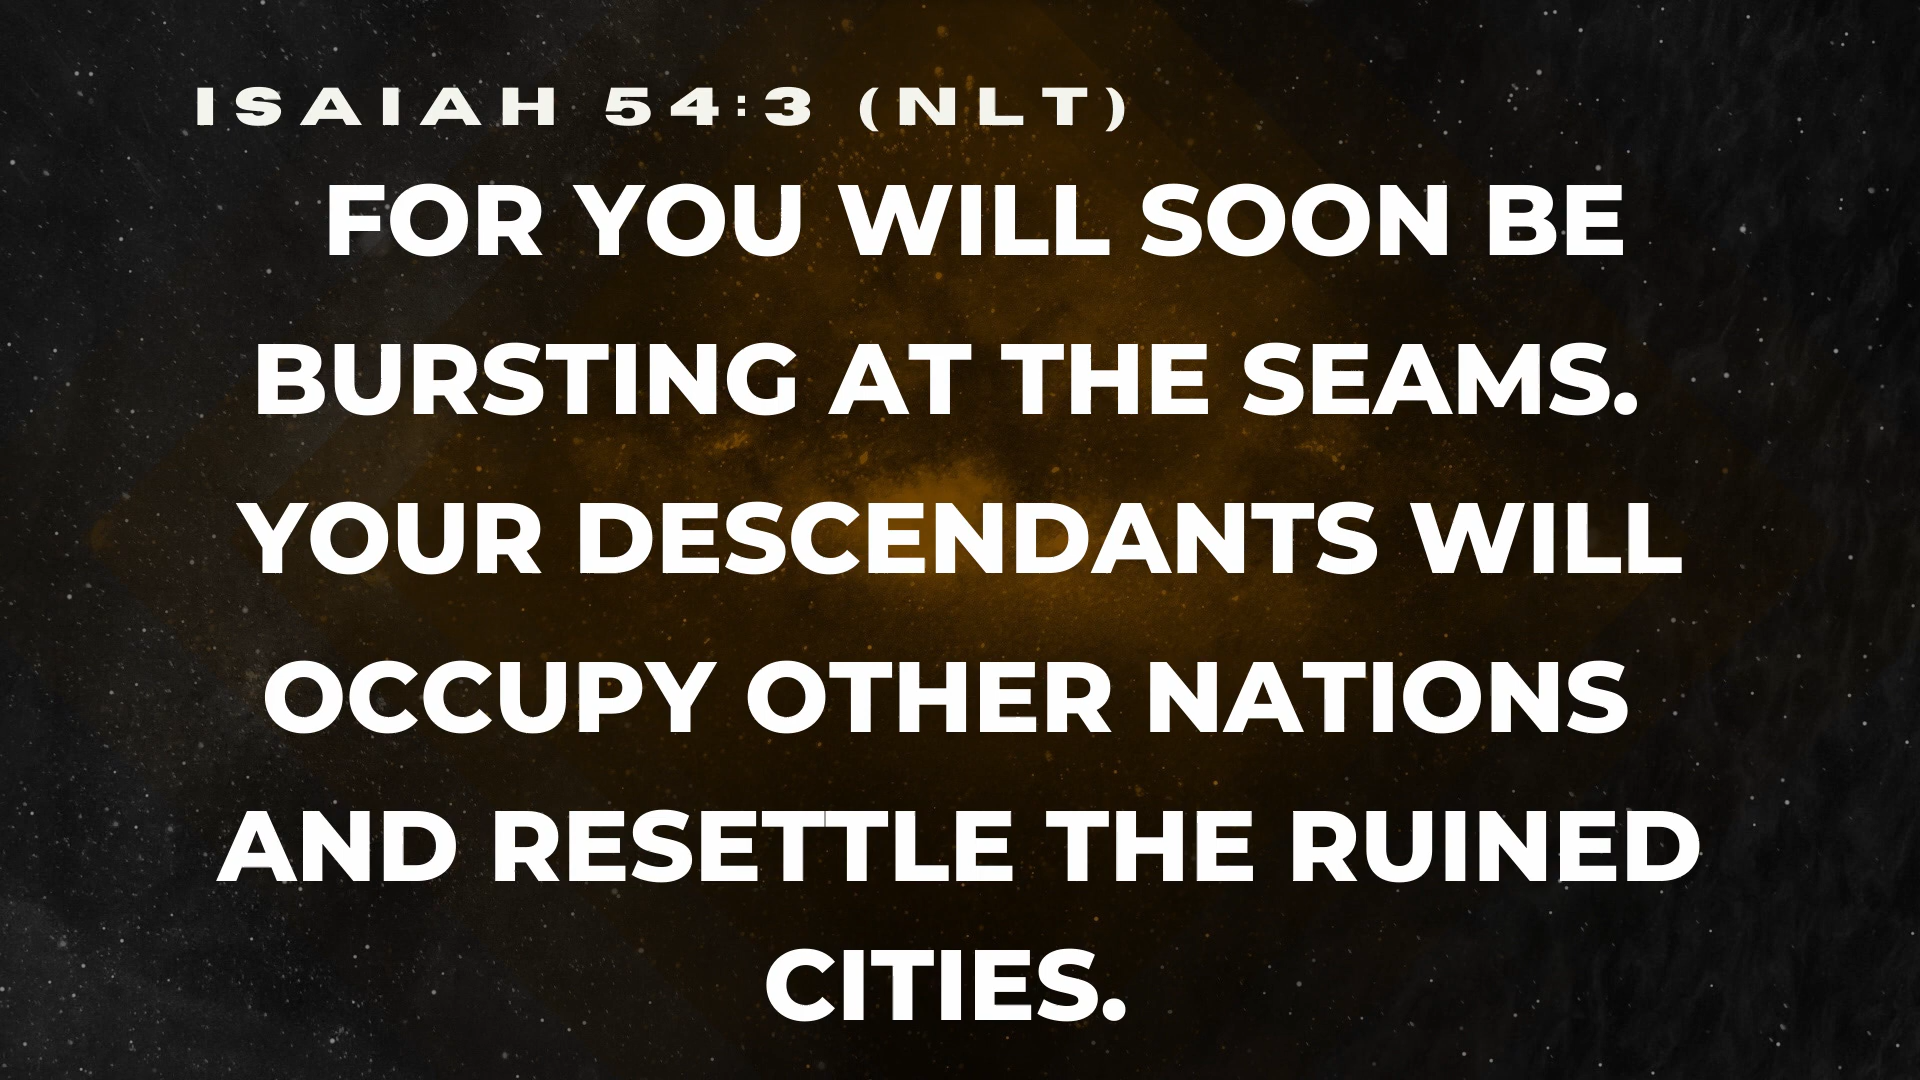 ISAIAH 54:3 (NLT)
FOR YOU WILL SOON BE
BURSTING AT THE SEAMS.
YOUR DESCENDANTS WILL
OCCUPY OTHER NATIONS
AND RESETTLE THE RUINED
CITIES.